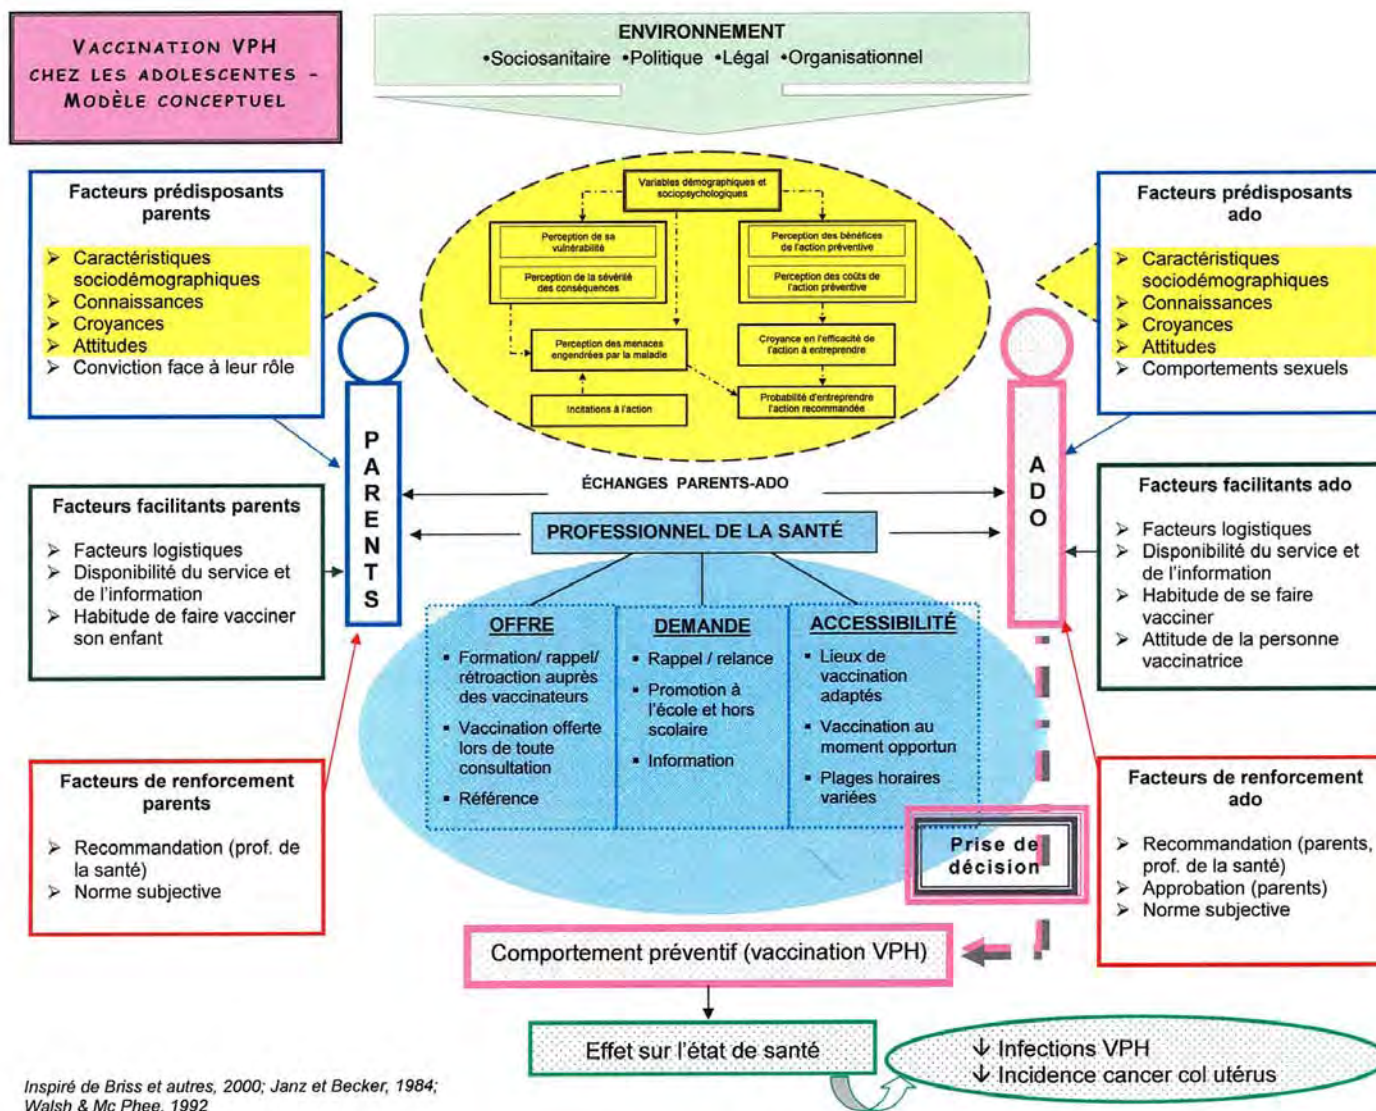 VACCINATION VPH
CHEZ LES ADOLESCENTES -
MODÈLE CONCEPTUEL
ENVIRONNEMENT
•Sociosanitaire •Politique •Légal •Organisationnel
Facteurs prédisposants
parents
➢ Caractéristiques
sociodémographiques
➢ Connaissances
➢ Croyances
➢ Attitudes
➢ Conviction face à leur rôle
Variables démographiques et
sociopsychologiques
Perception de sa
vulnérabilité
Perception de la sévérité
des conséquences
Perception des bénéfices
de l'action préventive
Perception des coûts de
l'action préventive
Perception des menaces
engendrées par la maladie
Croyance en l'efficacité de
l'action à entreprendre
Incitations à l'action
Probabilité d'entreprendre
l'action recommandée
Facteurs prédisposants
ado
➢ Caractéristiques
sociodémographiques
➢ Connaissances
➢ Croyances
➢ Attitudes
➢ Comportements sexuels
PARENTS
ADO
ÉCHANGES PARENTS-ADO
PROFESSIONNEL DE LA SANTÉ
Facteurs facilitants parents
➢ Facteurs logistiques
➢ Disponibilité du service et
de l'information
➢ Habitude de faire vacciner
son enfant
Facteurs facilitants ado
➢ Facteurs logistiques
➢ Disponibilité du service et
de l'information
➢ Habitude de se faire
vacciner
➢ Attitude de la personne
vaccinatrice
OFFRE
▪ Formation/ rappel/
rétroaction auprès
des vaccinateurs
▪ Vaccination offerte
lors de toute
consultation
▪ Référence
DEMANDE
▪ Rappel / relance
▪ Promotion à
l'école et hors
scolaire
▪ Information
ACCESSIBILITÉ
▪ Lieux de
vaccination
adaptés
▪ Vaccination au
moment opportun
▪ Plages horaires
variées
Facteurs de renforcement
parents
➢ Recommandation (prof. de
la santé)
➢ Norme subjective
Facteurs de renforcement
ado
➢ Recommandation (parents,
prof. de la santé)
➢ Approbation (parents)
➢ Norme subjective
Prise de
décision
Comportement préventif (vaccination VPH)
Effet sur l'état de santé
↓ Infections VPH
↓ Incidence cancer col utérus
Inspiré de Briss et autres, 2000; Janz et Becker, 1984;
Walsh & Mc Phee, 1992